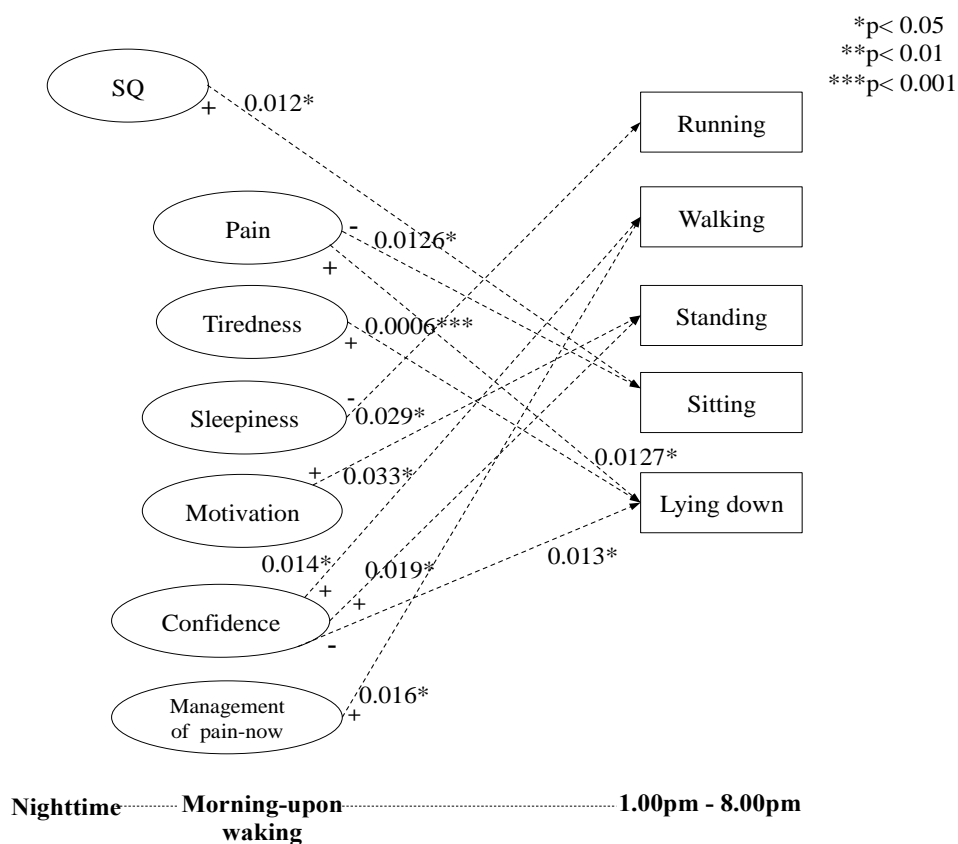 *p< 0.05
**p< 0.01
***p< 0.001
SQ
+
0.012*
Running
Pain
-
+
0.0126*
Walking
Tiredness
+
0.0006***
Standing
Sleepiness
-
0.029*
Sitting
Motivation
+
0.033*
0.0127*
Lying down
0.014*
+
0.019*
+
0.013*
Confidence
-
Management
of pain-now
+
0.016*
Nighttime
Morning-upon
waking
1.00pm - 8.00pm